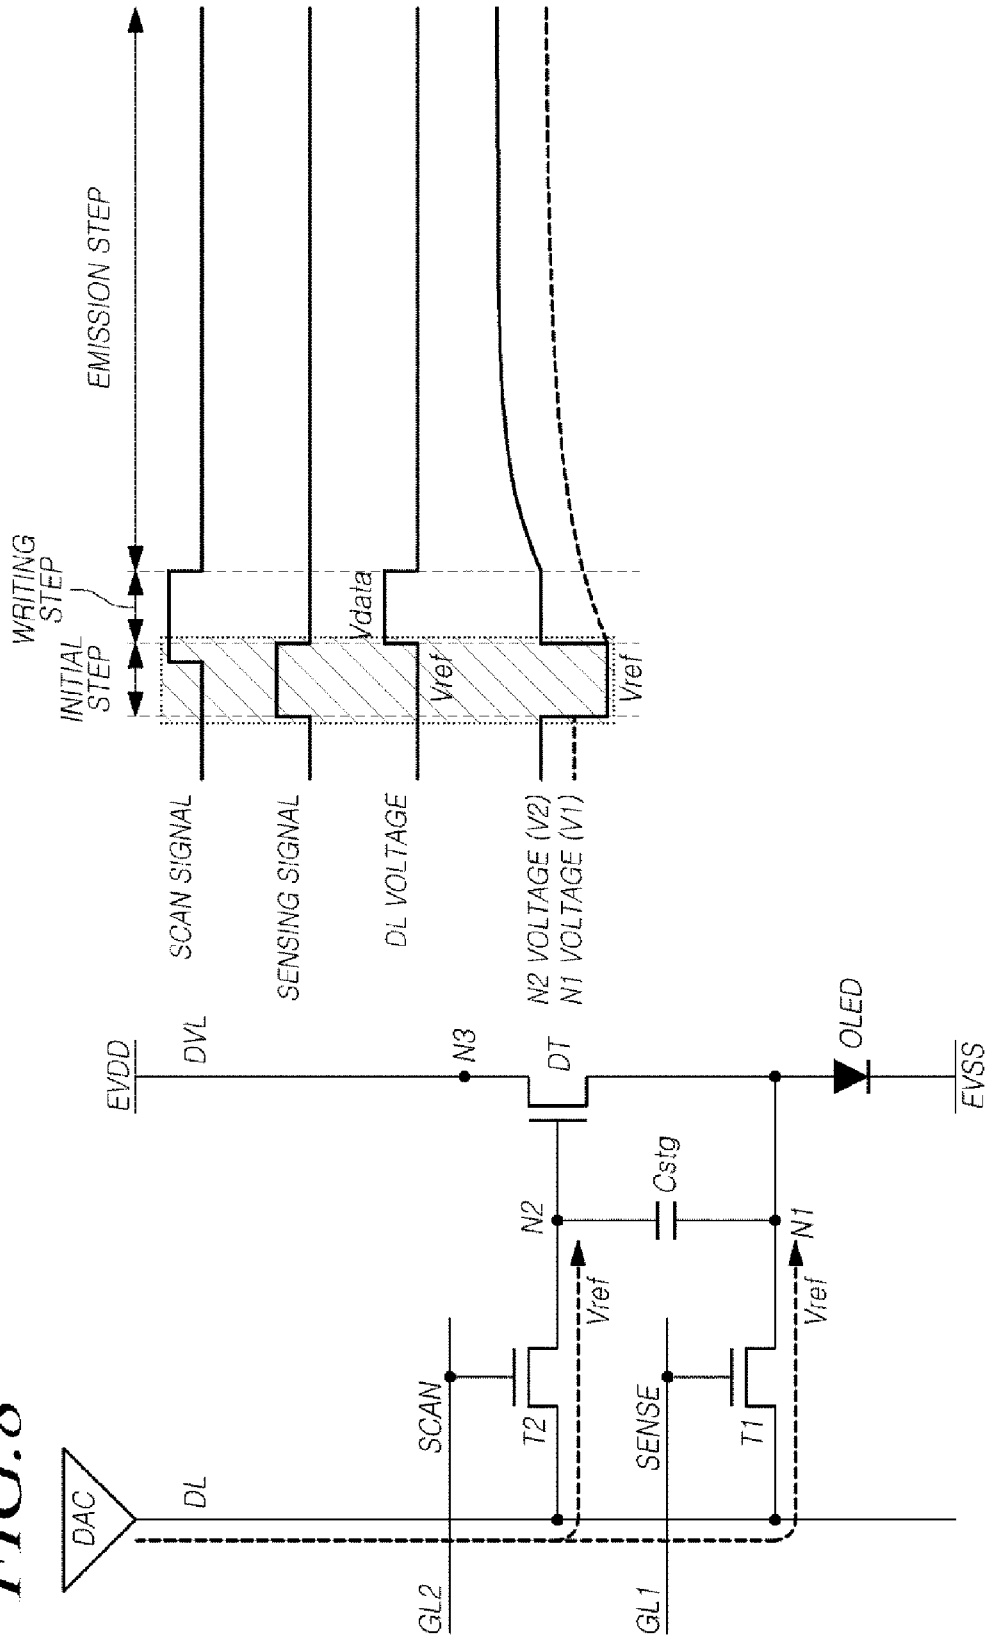 FIG.8
DAC
DL
EVDD
DVL
GL2
SCAN
T2
N2
N3
DT
Vref
Cstg
GL1
SENSE
T1
N1
Vref
OLED
EVSS
INITIAL
STEP
WRITING
STEP
EMISSION STEP
SCAN SIGNAL
SENSING SIGNAL
DL VOLTAGE
Vref
Vdata
N2 VOLTAGE (V2)
N1 VOLTAGE (V1)
Vref